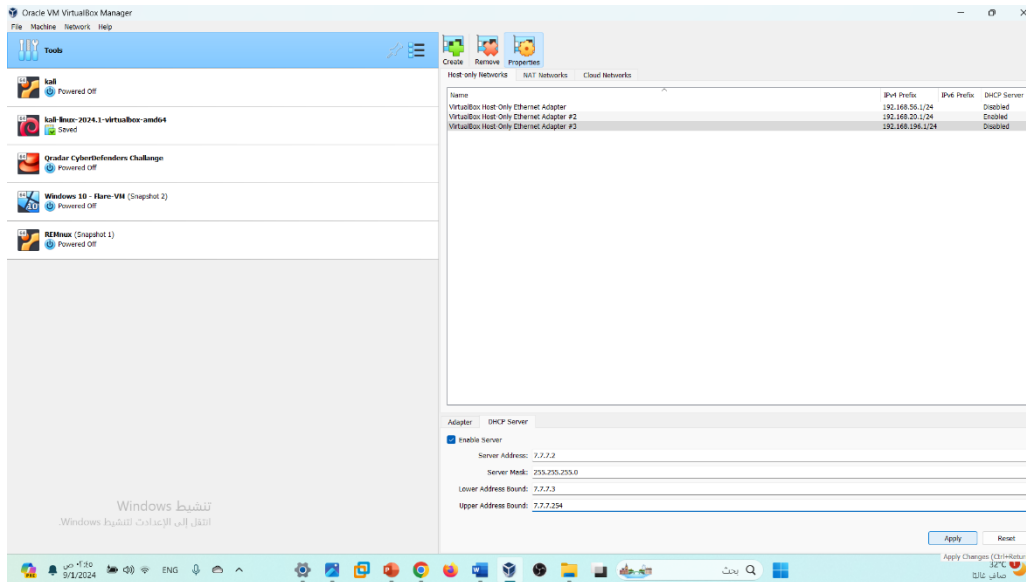 Oracle VM VirtualBox Manager
File Machine Network Help
Tools
kali
Powered Off
kali-linux-2024.1-virtualbox-amd64
Saved
Qradar CyberDefenders Challange
Powered Off
Windows 10 - Flare-VM (Snapshot 2)
Powered Off
REMnux (Snapshot 1)
Powered Off
Create Remove Properties
Host-only Networks NAT Networks Cloud Networks
Name IPv4 Prefix IPv6 Prefix DHCP Server
VirtualBox Host-Only Ethernet Adapter 192.168.56.1/24 Disabled
VirtualBox Host-Only Ethernet Adapter #2 192.168.20.1/24 Enabled
VirtualBox Host-Only Ethernet Adapter #3 192.168.196.1/24 Disabled
Adapter DHCP Server
Enable Server
Server Address: 7.7.7.2
Server Mask: 255.255.255.0
Lower Address Bound: 7.7.7.3
Upper Address Bound: 7.7.7.254
Apply Reset
Apply Changes (Ctrl+Retur
تنشيط Windows
انتقل إلى الإعدادات لتنشيط Windows.
9/1/2024
ENG
بحث
32°C
صاف غالبًا